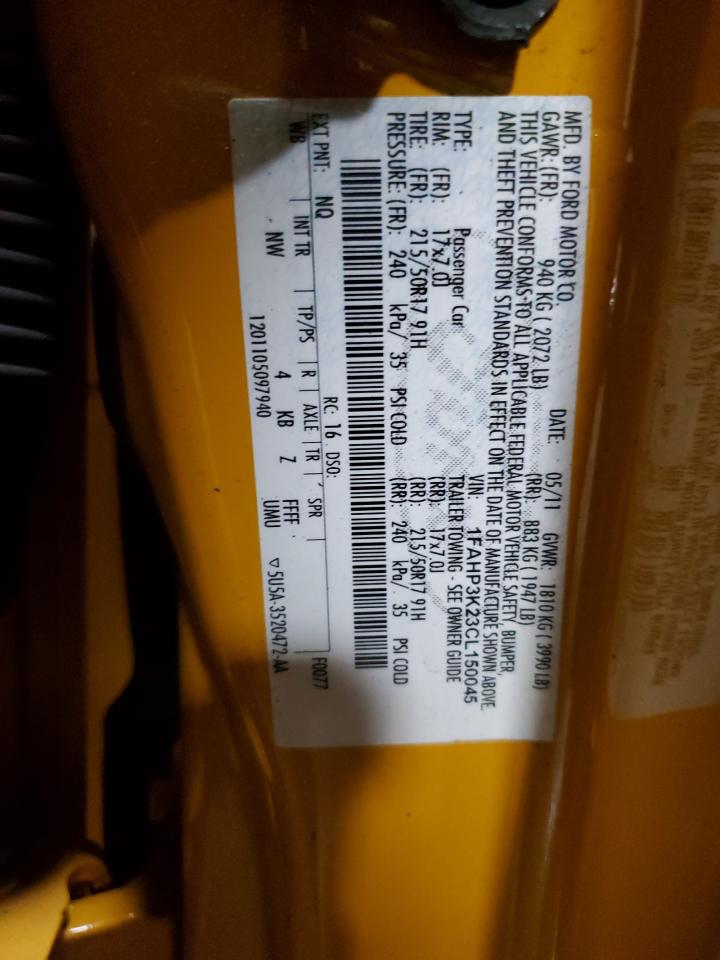 MFD. BY FORD MOTOR CO.
DATE: 05/11 GVWR: 1810 KG ( 3990 LB)
GAWR: (FR): 940 KG ( 2072 LB) (RR): 883 KG ( 1947 LB)
THIS VEHICLE CONFORMS TO ALL APPLICABLE FEDERAL MOTOR VEHICLE SAFETY, BUMPER,
AND THEFT PREVENTION STANDARDS IN EFFECT ON THE DATE OF MANUFACTURE SHOWN ABOVE.
VIN: 1FAHP3K23CL150045
TYPE: Passenger Car TRAILER TOWING - SEE OWNER GUIDE
RIM: (FR): 17x7.0J (RR): 17x7.0J
TIRE: (FR): 215/50R17 91H (RR): 215/50R17 91H
PRESSURE: (FR): 240 kPa/ 35 PSI COLD (RR): 240 kPa/ 35 PSI COLD
RC: 16 DSO: F0077
EXT PNT: NQ
WB INT TR TP/PS R AXLE TR SPR
NW 4 KB Z FFFF UMU
1201105097940 ▽5U5A-3520472-AA